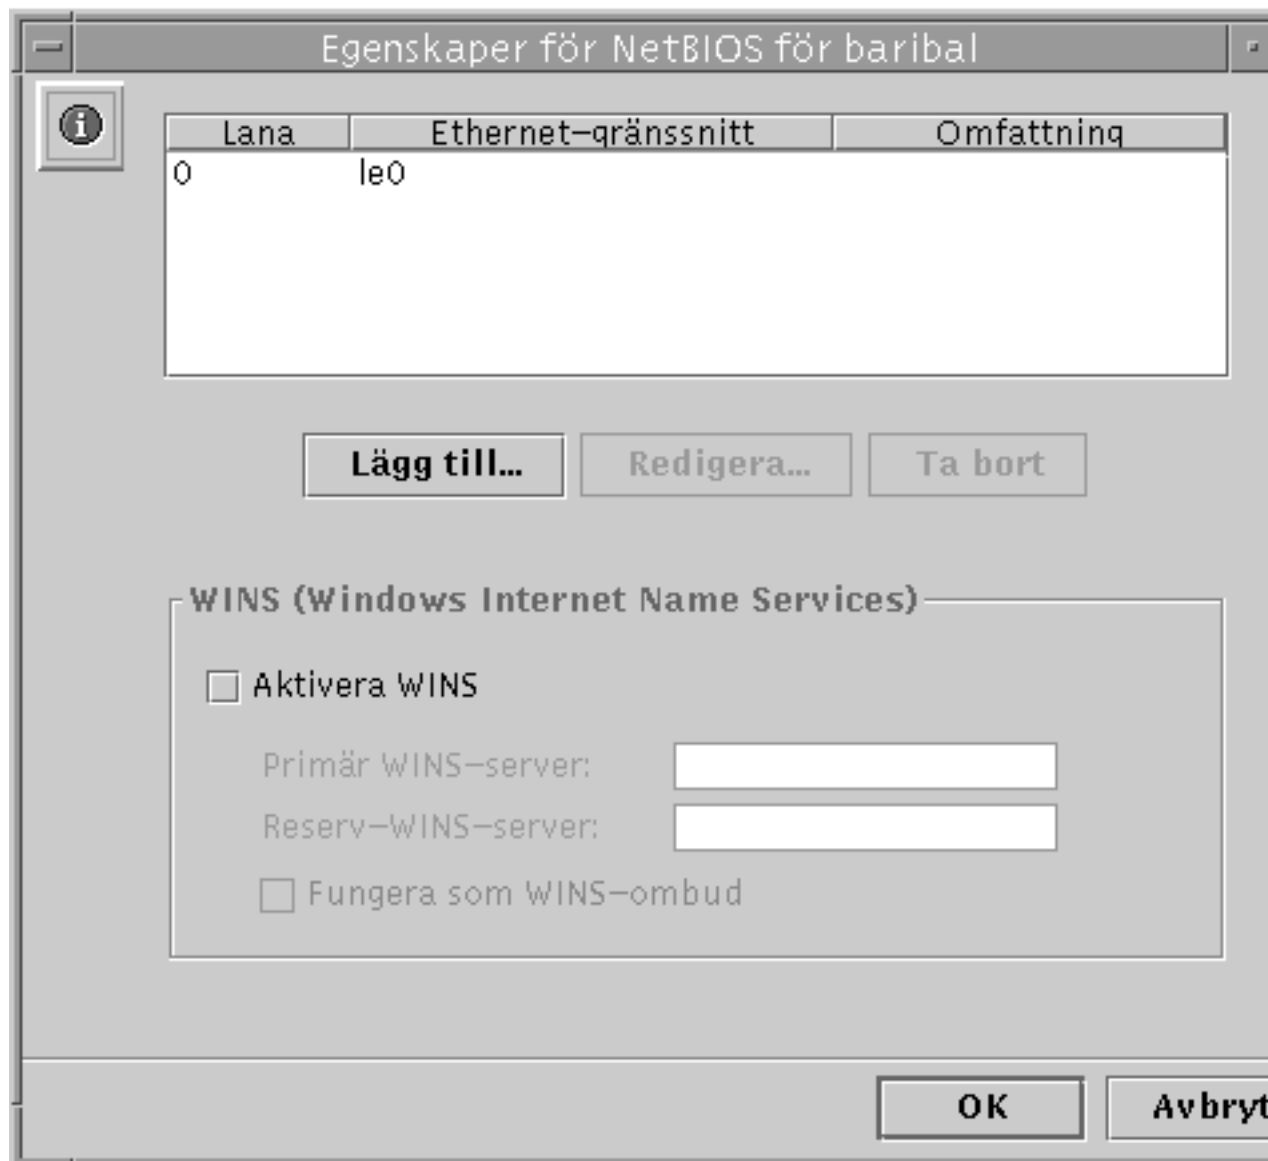 Egenskaper för NetBIOS för baribal
Lana Ethernet-gränssnitt Omfattning
0 le0
Lägg till... Redigera... Ta bort
WINS (Windows Internet Name Services)
Aktivera WINS
Primär WINS-server:
Reserv-WINS-server:
Fungera som WINS-ombud
OK Avbryt